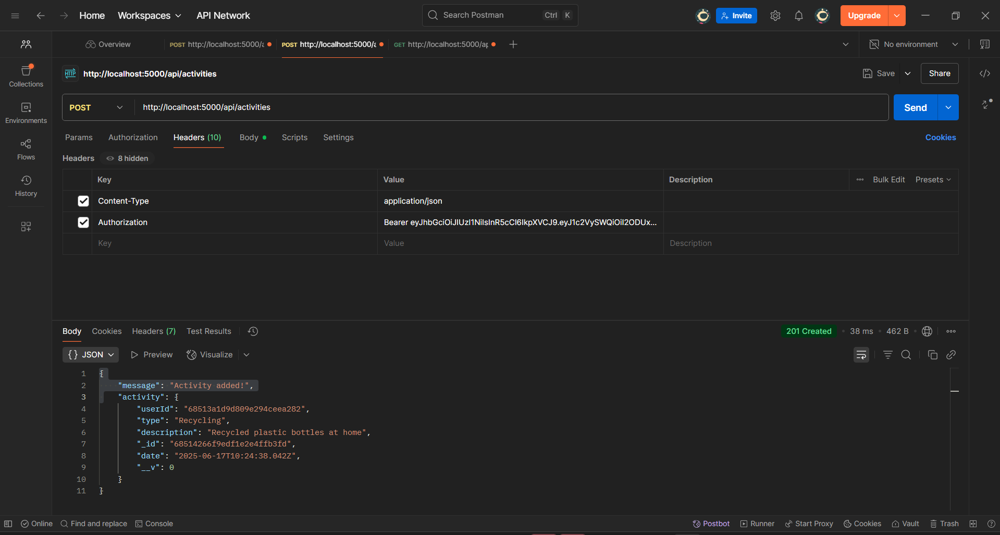 Home Workspaces API Network Search Postman Ctrl K Invite Upgrade
Overview POST http://localhost:5000/a POST http://localhost:5000/a GET http://localhost:5000/ap No environment
HTTP http://localhost:5000/api/activities Save Share
Collections
POST http://localhost:5000/api/activities Send
Environments
Params Authorization Headers (10) Body Scripts Settings Cookies
Flows
Headers 8 hidden
Key Value Description Bulk Edit Presets
History
Content-Type application/json
Authorization Bearer eyJhbGciOiJIUzI1NiIsInR5cCI6IkpXVCJ9.eyJ1c2VySWQiOiI2ODUx...
Key Value Description
Body Cookies Headers (7) Test Results 201 Created • 38 ms • 462 B
{} JSON Preview Visualize
1 {
2 "message": "Activity added!",
3 "activity": {
4 "userId": "68513a1d9d809e294ceea282",
5 "type": "Recycling",
6 "description": "Recycled plastic bottles at home",
7 "_id": "68514266f9edf1e2e4ffb3fd",
8 "date": "2025-06-17T10:24:38.042Z",
9 "__v": 0
10 }
11 }
Online Find and replace Console Postbot Runner Start Proxy Cookies Vault Trash